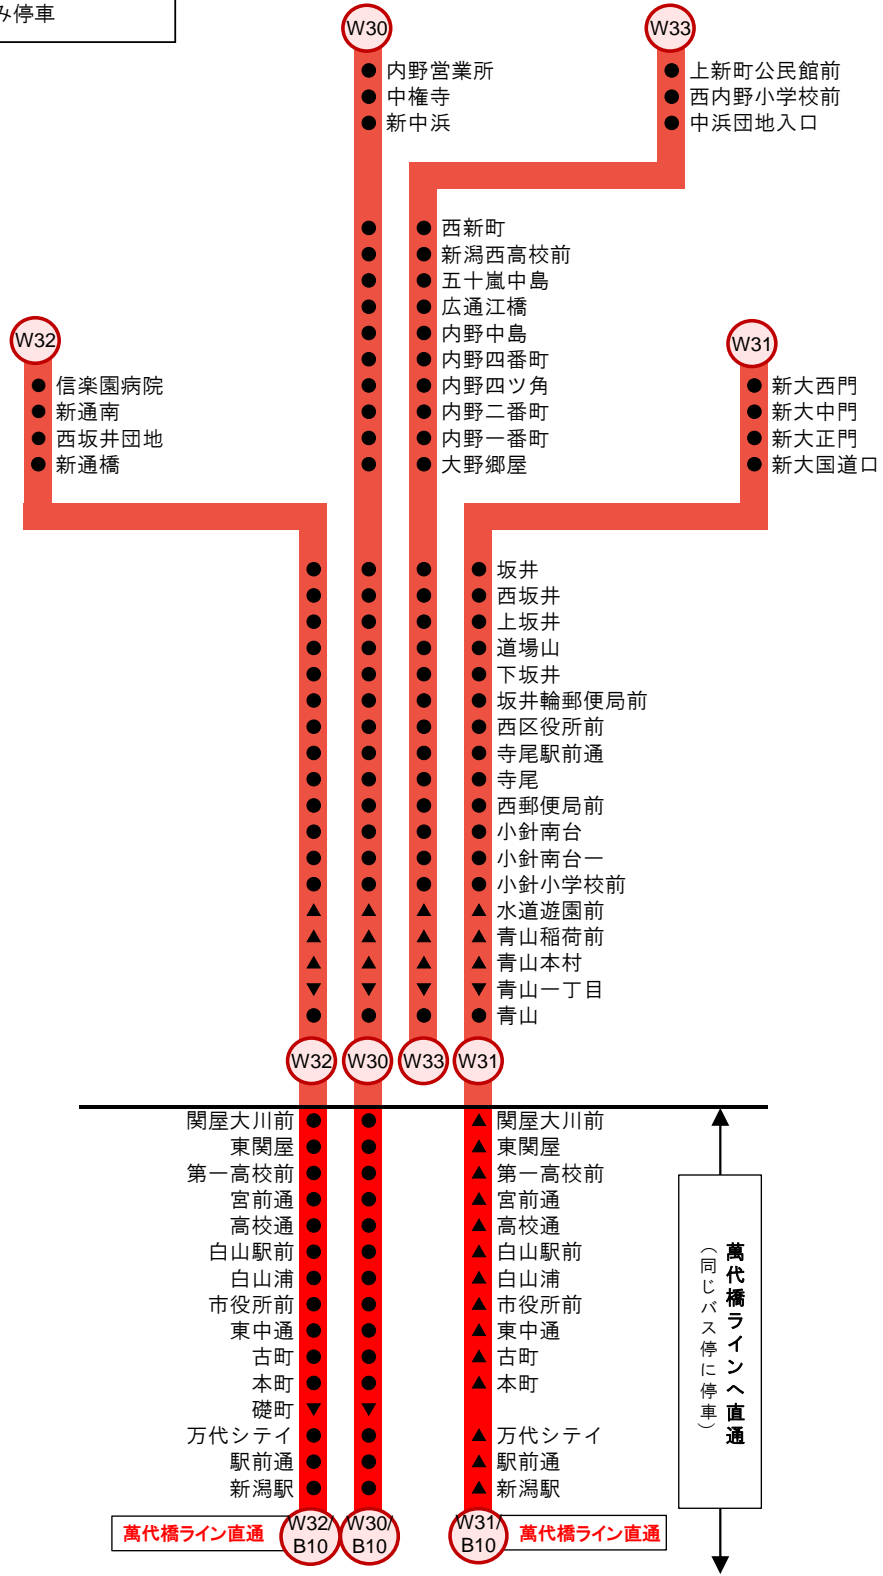 み停車
W30
W33
内野営業所
中権寺
新中浜
上新町公民館前
西内野小学校前
中浜団地入口
西新町
新潟西高校前
五十嵐中島
広通江橋
内野中島
内野四番町
内野四ツ角
内野二番町
内野一番町
大野郷屋
W32
信楽園病院
新通南
西坂井団地
新通橋
W31
新大西門
新大中門
新大正門
新大国道口
坂井
西坂井
上坂井
道場山
下坂井
坂井輪郵便局前
西区役所前
寺尾駅前通
寺尾
西郵便局前
小針南台
小針南台一
小針小学校前
水道遊園前
青山稲荷前
青山本村
青山一丁目
青山
W32 W30 W33 W31
関屋大川前 関屋大川前
東関屋 東関屋
第一高校前 第一高校前
宮前通 宮前通
高校通 高校通
白山駅前 白山駅前
白山浦 白山浦
市役所前 市役所前
東中通 東中通
古町 古町
本町 本町
礎町
万代シテイ 万代シテイ
駅前通 駅前通
新潟駅 新潟駅
萬代橋ラインへ直通
（同じバス停に停車）
萬代橋ライン直通
W32/
B10
W30/
B10
W31/
B10
萬代橋ライン直通